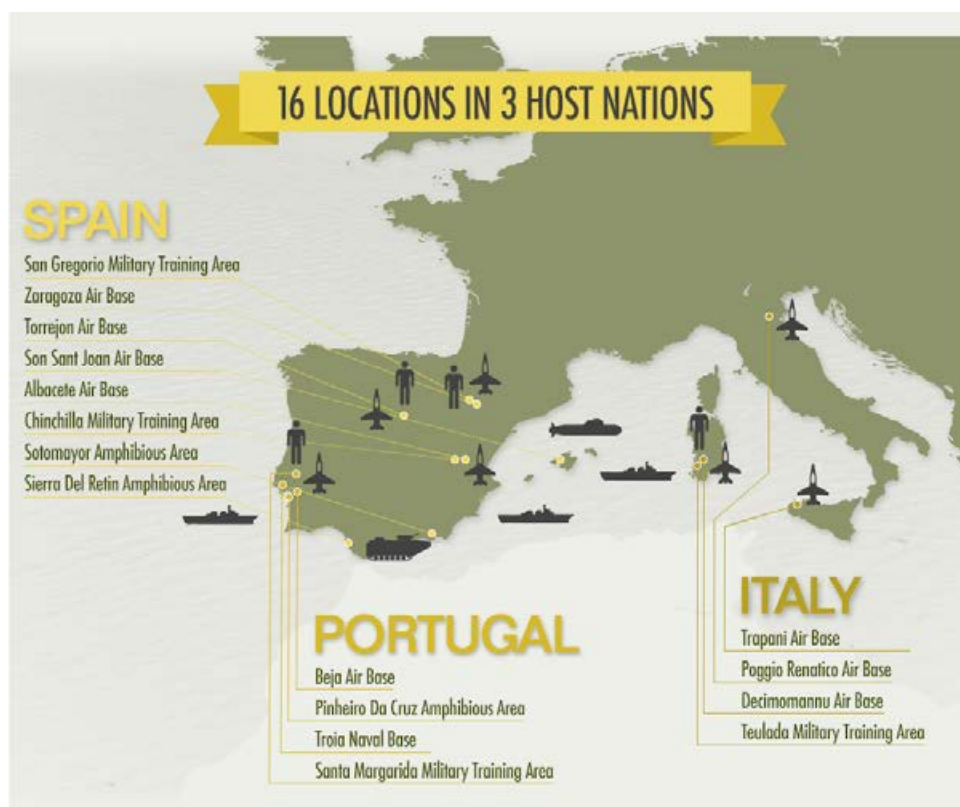 16 LOCATIONS IN 3 HOST NATIONS
SPAIN
San Gregorio Military Training Area
Zaragoza Air Base
Torrejon Air Base
Son Sant Joan Air Base
Albacete Air Base
Chinchilla Military Training Area
Sotomayor Amphibious Area
Sierra Del Retin Amphibious Area
PORTUGAL
Beja Air Base
Pinheiro Da Cruz Amphibious Area
Troia Naval Base
Santa Margarida Military Training Area
ITALY
Trapani Air Base
Poggio Renatico Air Base
Decimomannu Air Base
Teulada Military Training Area